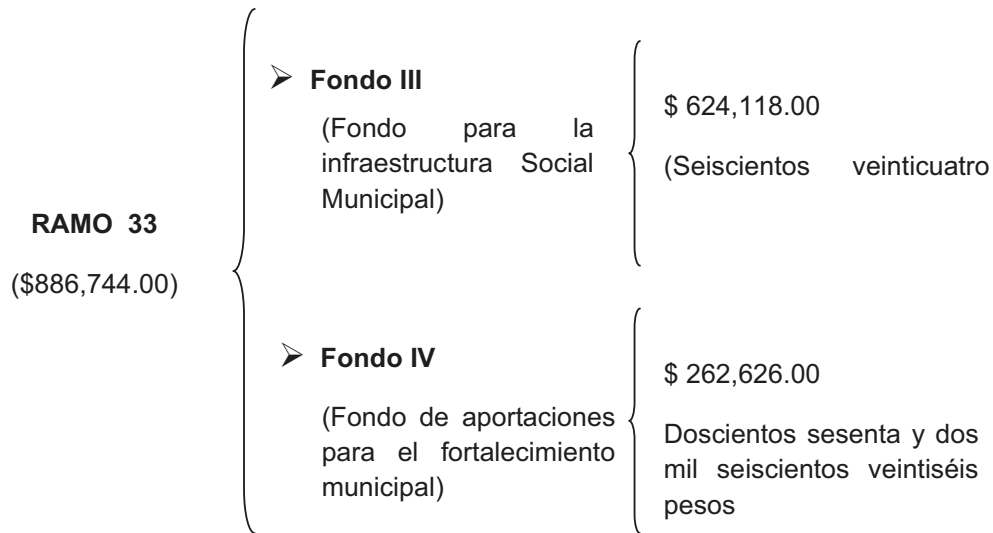 RAMO 33
($886,744.00)
➢ Fondo III
(Fondo para la
infraestructura Social
Municipal)
$ 624,118.00
(Seiscientos veinticuatro
➢ Fondo IV
(Fondo de aportaciones
para el fortalecimiento
municipal)
$ 262,626.00
Doscientos sesenta y dos
mil seiscientos veintiséis
pesos